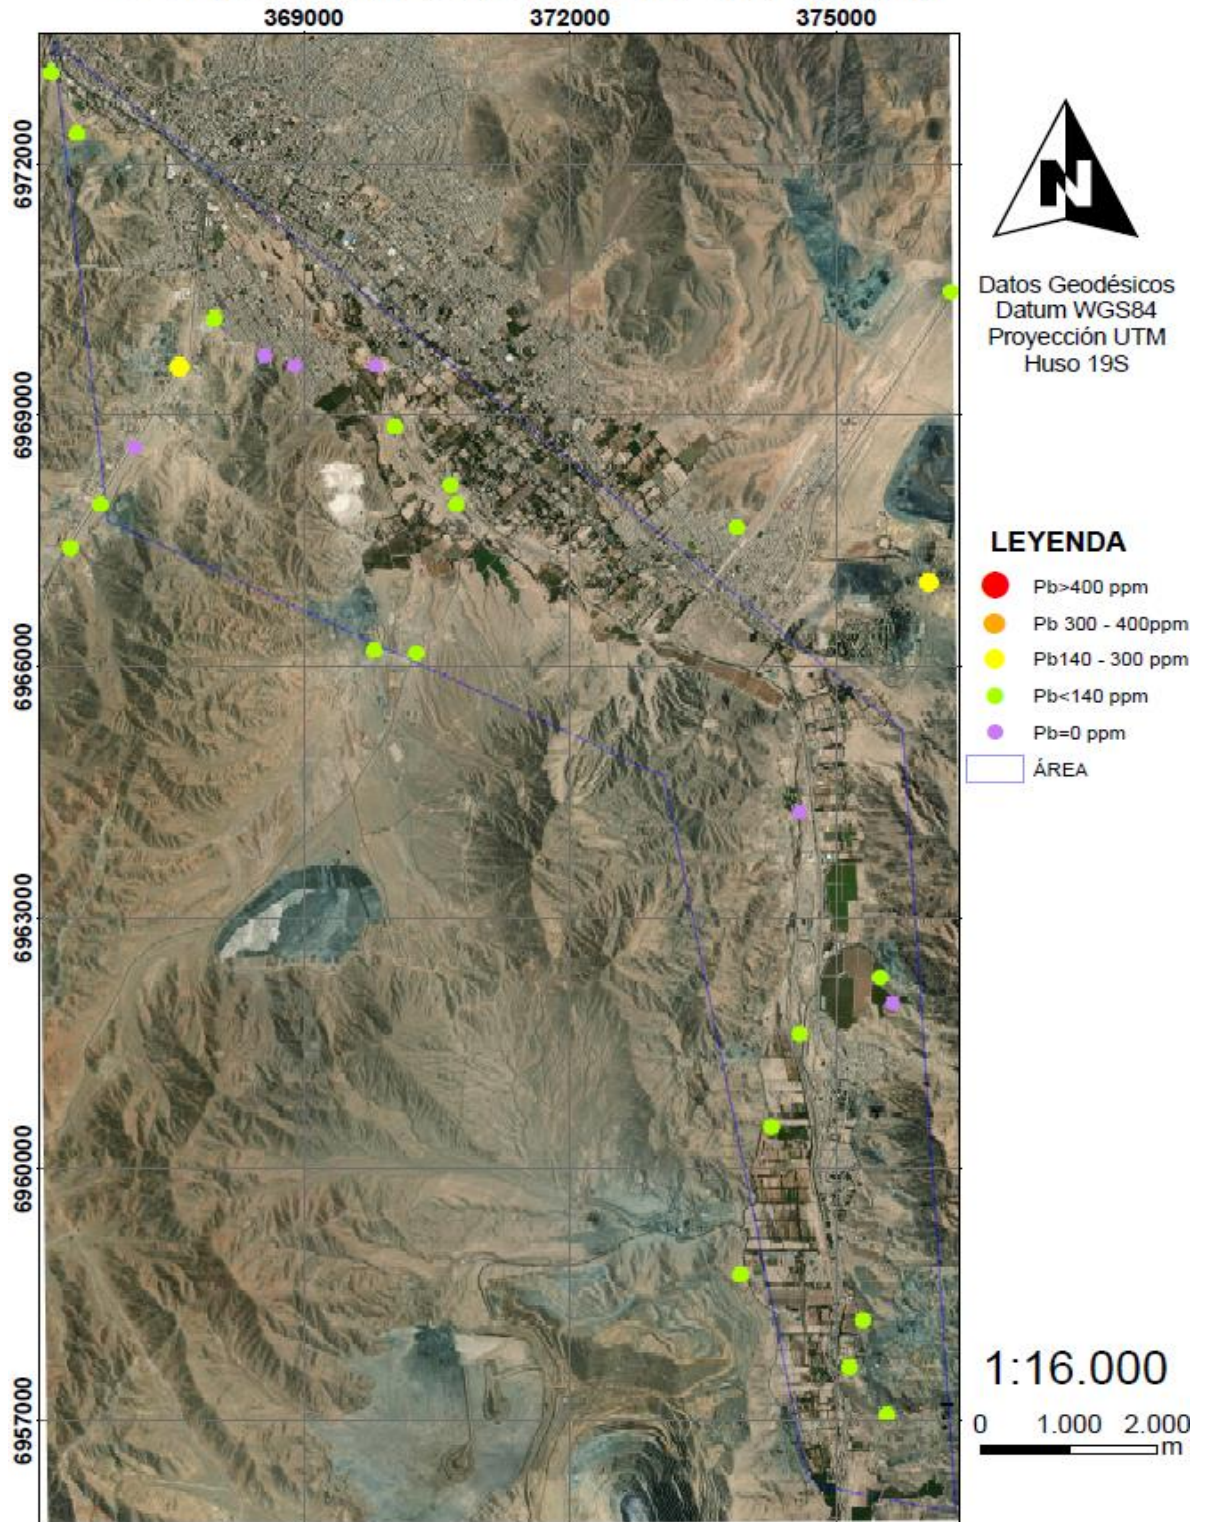 369000 372000 375000
6972000
6969000
6966000
6963000
6960000
6957000
N
Datos Geodésicos
Datum WGS84
Proyección UTM
Huso 19S
LEYENDA
Pb>400 ppm
Pb 300 - 400ppm
Pb140 - 300 ppm
Pb<140 ppm
Pb=0 ppm
ÁREA
1:16.000
0 1.000 2.000
m